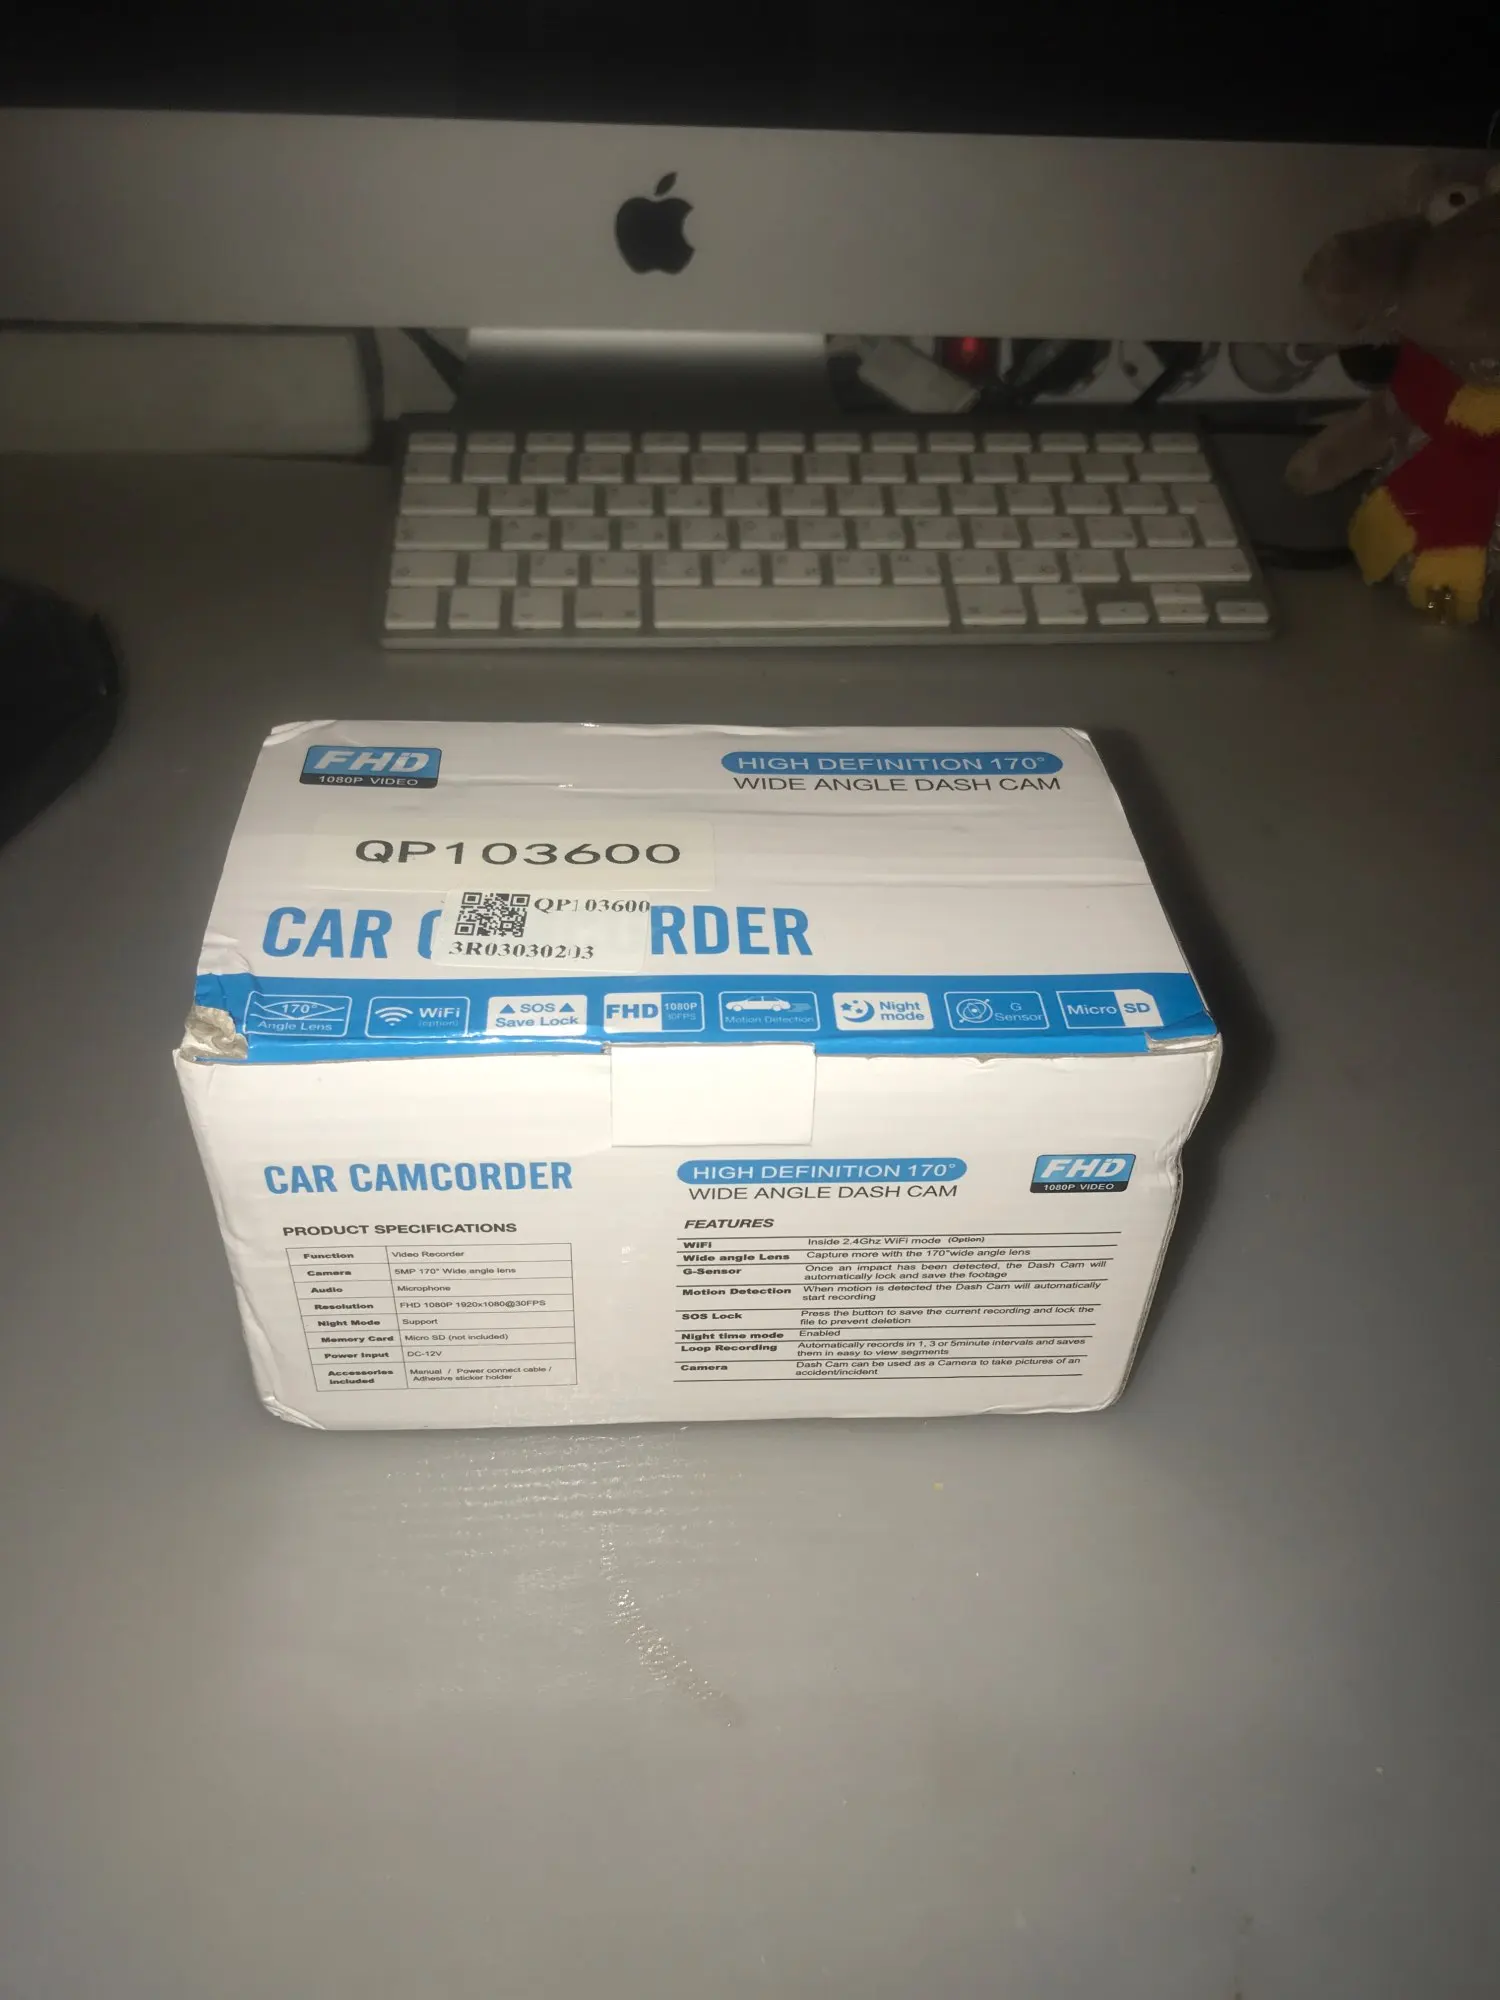 FHD
1080P VIDEO
HIGH DEFINITION 170°
WIDE ANGLE DASH CAM
QP103600
QP103600
3R03030203
CAR C RDER
170°
Angle Lens
WiFi
(option)
▲ SOS ▲
Save Lock
FHD 1080P
30FPS
Motion Detection
Night
mode
G
Sensor
Micro SD
CAR CAMCORDER
HIGH DEFINITION 170°
WIDE ANGLE DASH CAM
FHD
1080P VIDEO
PRODUCT SPECIFICATIONS
Function Video Recorder
Camera 5MP 170° Wide angle lens
Audio Microphone
Resolution FHD 1080P 1920x1080@30FPS
Night Mode Support
Memory Card Micro SD (not included)
Power Input DC-12V
Accessories included Manual / Power connect cable /
Adhesive sticker holder
FEATURES
WiFi Inside 2.4Ghz WiFi mode (Option)
Wide angle Lens Capture more with the 170°wide angle lens
G-Sensor Once an impact has been detected, the Dash Cam will
automatically lock and save the footage
Motion Detection When motion is detected the Dash Cam will automatically
start recording
SOS Lock Press the button to save the current recording and lock the
file to prevent deletion
Night time mode Enabled
Loop Recording Automatically records in 1, 3 or 5minute intervals and saves
them in easy to view segments
Camera Dash Cam can be used as a Camera to take pictures of an
accident/incident